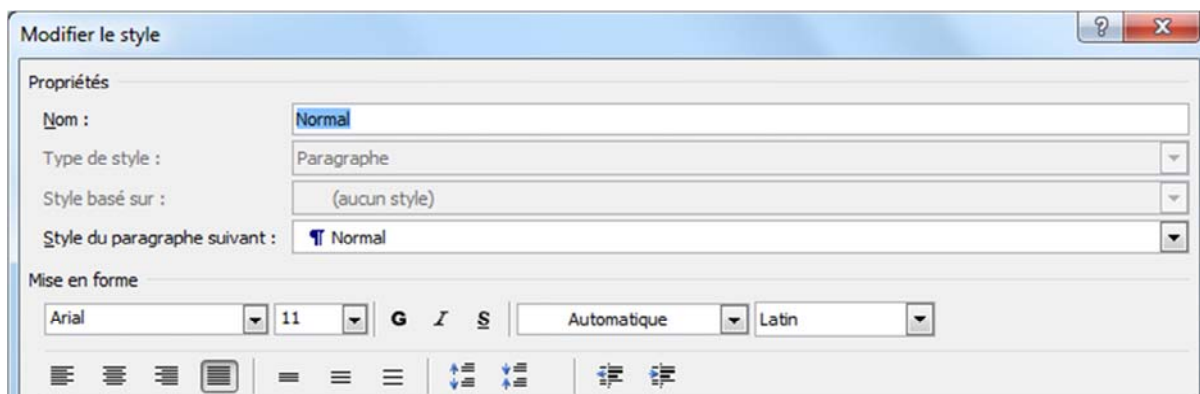 Modifier le style
Propriétés
Nom : Normal
Type de style : Paragraphe
Style basé sur : (aucun style)
Style du paragraphe suivant : ¶ Normal
Mise en forme
Arial 11 G I S Automatique Latin